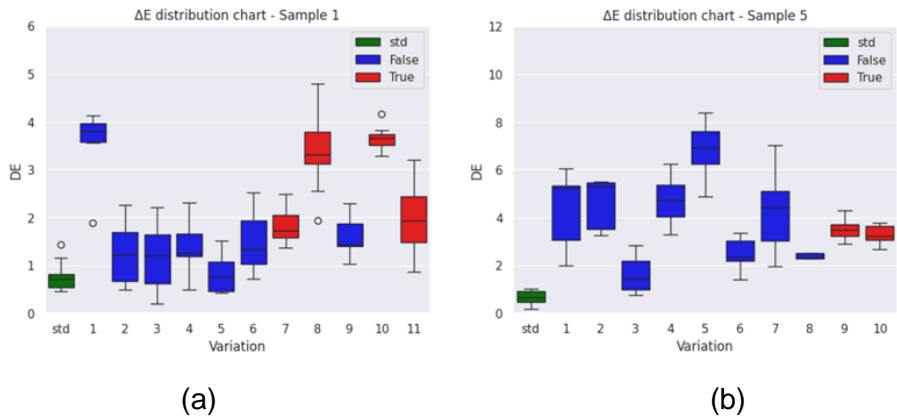 ΔE distribution chart - Sample 1
6
5
4
3
2
1
0
DE
std
False
True
std 1 2 3 4 5 6 7 8 9 10 11
Variation
(a)
ΔE distribution chart - Sample 5
12
10
8
6
4
2
0
DE
std
False
True
std 1 2 3 4 5 6 7 8 9 10
Variation
(b)